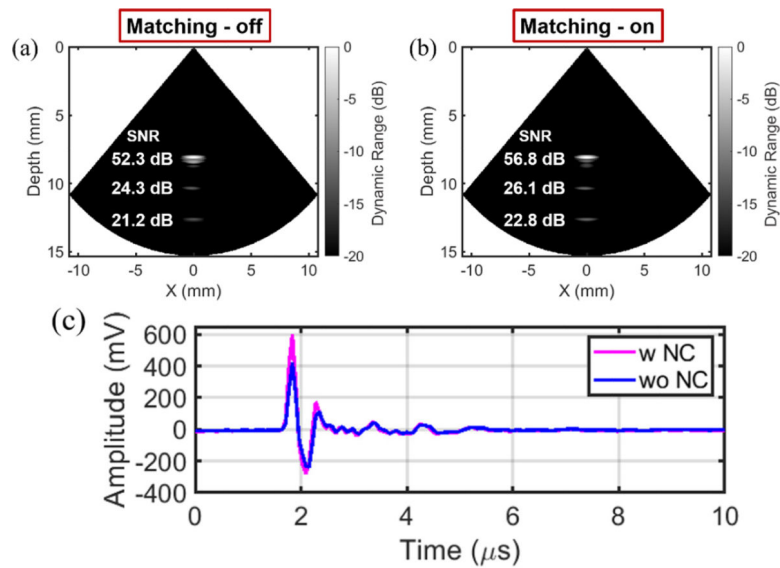 Matching - off
Matching - on
(a)
0
5
10
15
Depth (mm)
SNR
52.3 dB
24.3 dB
21.2 dB
-10
-5
0
5
10
X (mm)
0
-5
-10
-15
-20
Dynamic Range (dB)
(b)
0
5
10
15
Depth (mm)
SNR
56.8 dB
26.1 dB
22.8 dB
-10
-5
0
5
10
X (mm)
0
-5
-10
-15
-20
Dynamic Range (dB)
(c)
600
400
200
0
-200
-400
Amplitude (mV)
w NC
wo NC
0
2
4
6
8
10
Time (μs)